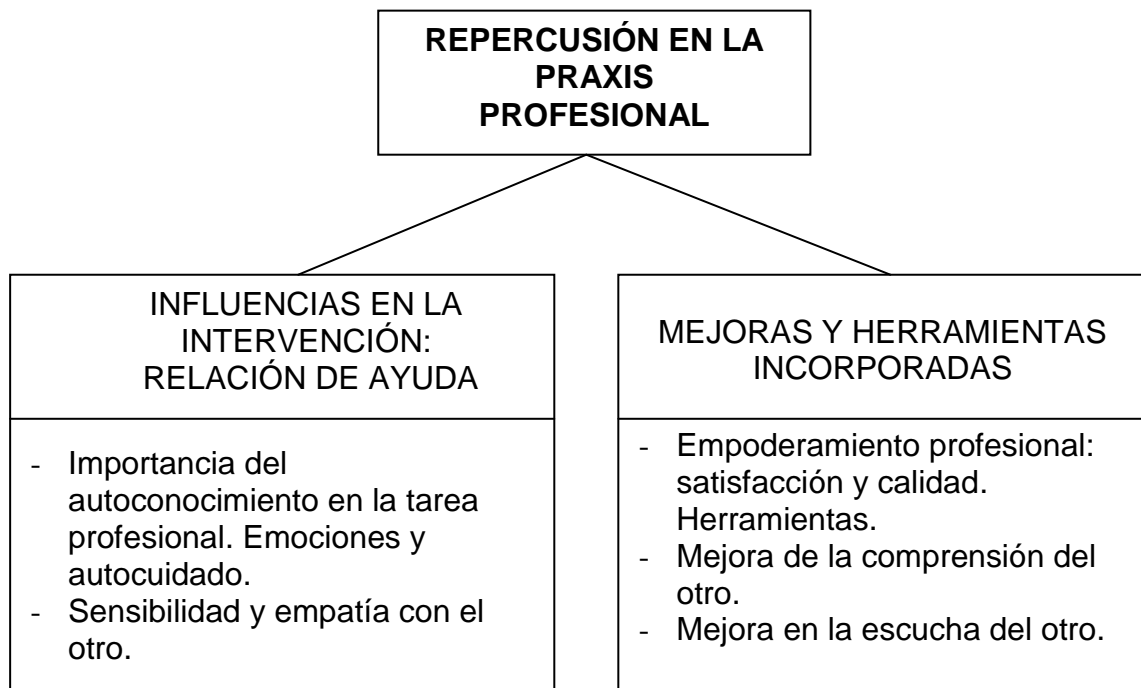 REPERCUSIÓN EN LA
PRAXIS
PROFESIONAL
INFLUENCIAS EN LA
INTERVENCIÓN:
RELACIÓN DE AYUDA
- Importancia del
autoconocimiento en la tarea
profesional. Emociones y
autocuidado.
- Sensibilidad y empatía con el
otro.
MEJORAS Y HERRAMIENTAS
INCORPORADAS
- Empoderamiento profesional:
satisfacción y calidad.
Herramientas.
- Mejora de la comprensión del
otro.
- Mejora en la escucha del otro.